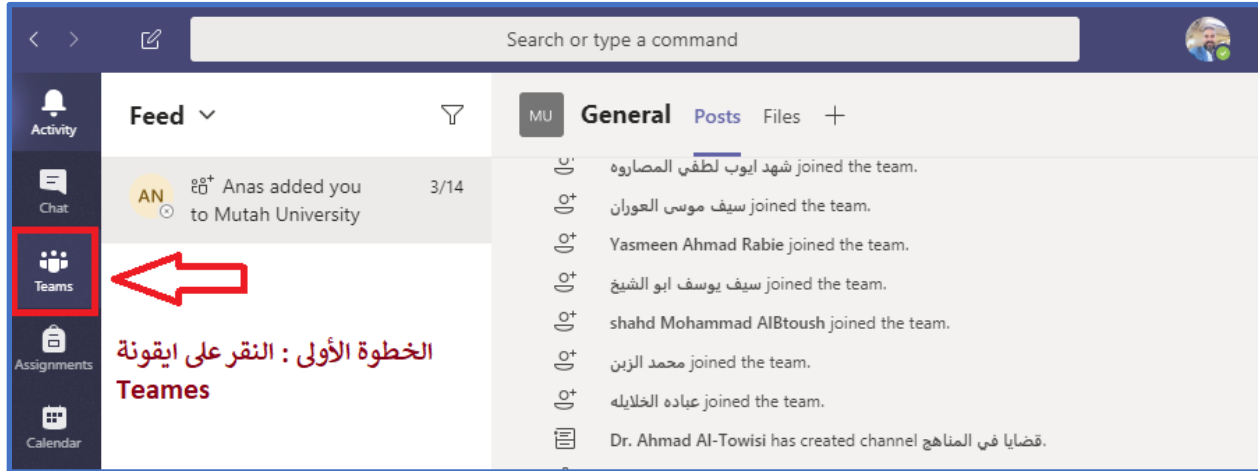 Search or type a command
Activity
Chat
Teams
Assignments
Calendar
Feed
AN
Anas added you
3/14
to Mutah University
الخطوة الأولى : النقر على ايقونة
Teames
MU
General Posts Files
شهد ايوب لطفي المصاروه joined the team.
سيف موسى العوران joined the team.
Yasmeen Ahmad Rabie joined the team.
سيف يوسف ابو الشيخ joined the team.
shahd Mohammad AlBtoush joined the team.
محمد الزبن joined the team.
عباده الخلايله joined the team.
Dr. Ahmad Al-Towisi has created channel قضايا في المناهج.